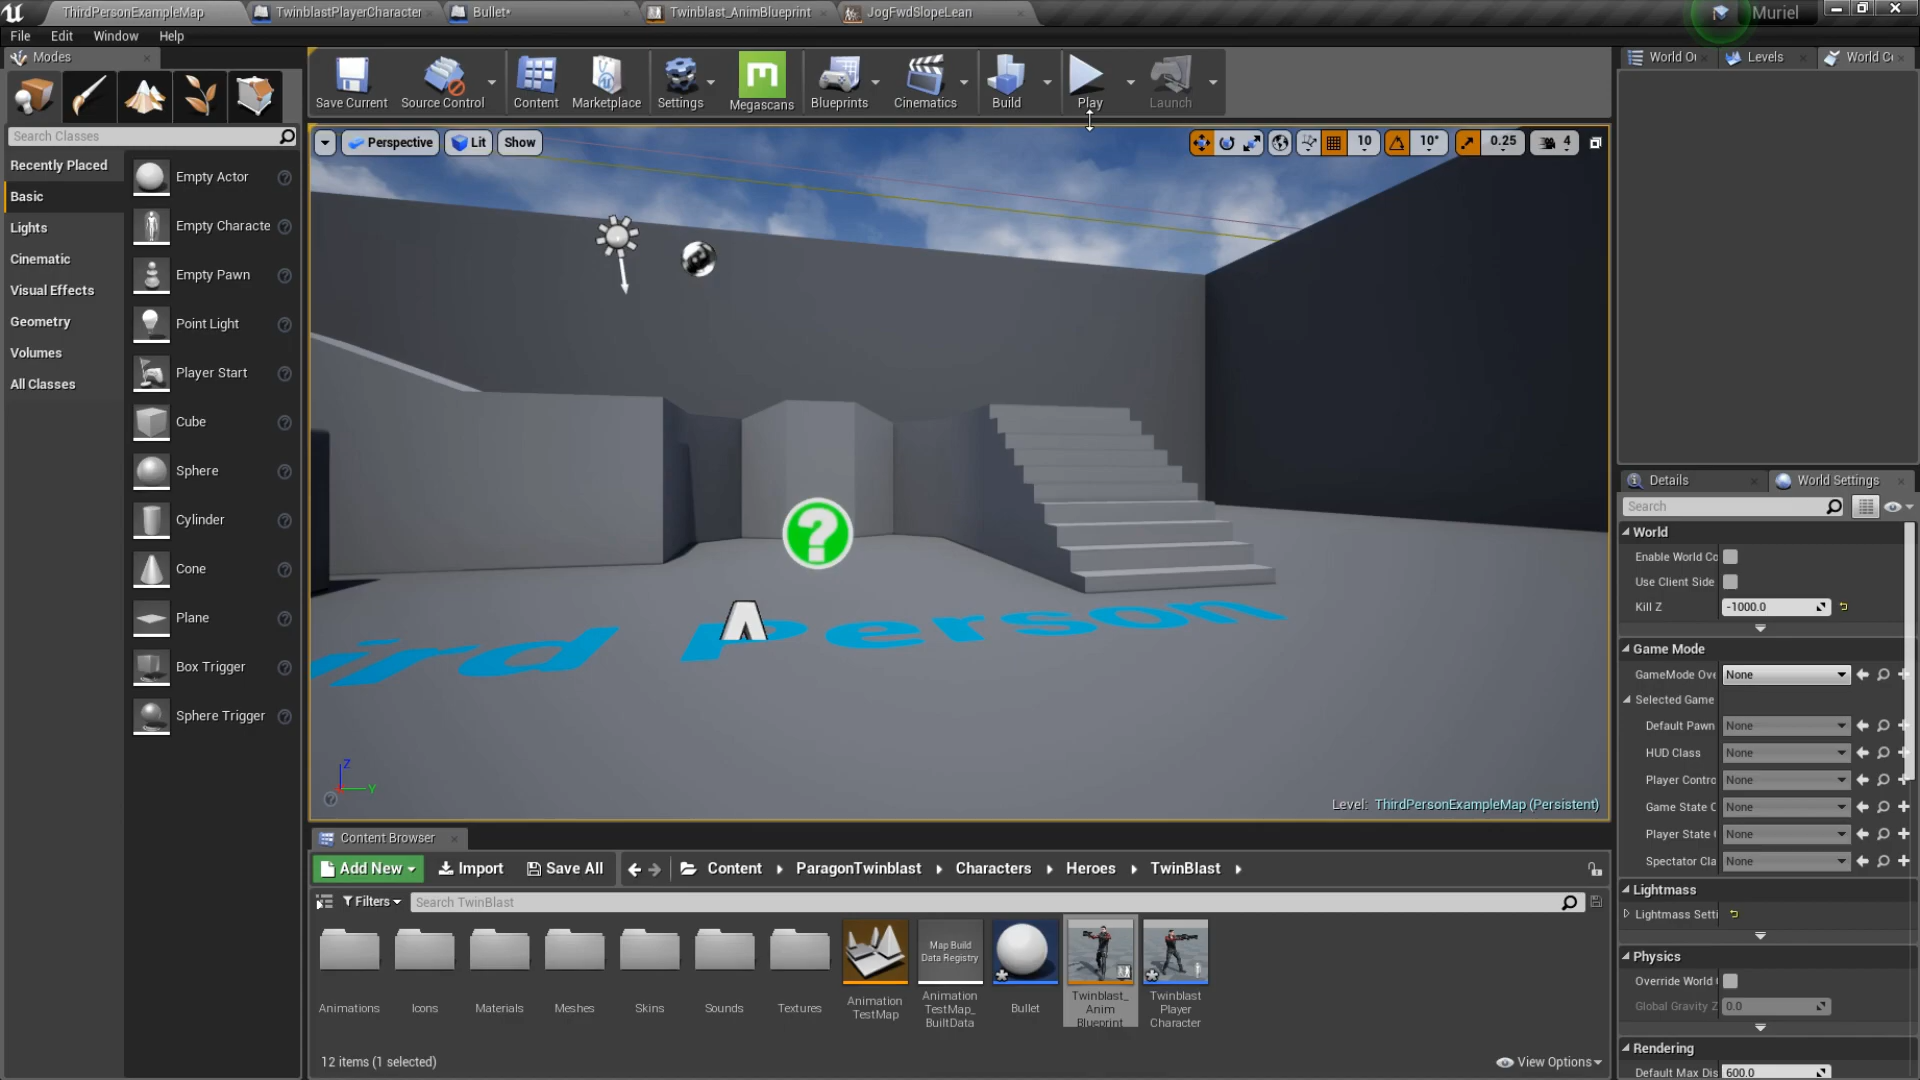 ThirdPersonExampleMap
TwinblastPlayerCharacter
Bullet*
Twinblast_AnimBlueprint
JogFwdSlopeLean
Muriel
File Edit Window Help
Modes
Save Current
Source Control
Content
Marketplace
Settings
Megascans
Blueprints
Cinematics
Build
Play
Launch
World Ou
Levels
World Co
Search Classes
Recently Placed
Basic
Lights
Cinematic
Visual Effects
Geometry
Volumes
All Classes
Empty Actor
Empty Characte
Empty Pawn
Point Light
Player Start
Cube
Sphere
Cylinder
Cone
Plane
Box Trigger
Sphere Trigger
Perspective
Lit
Show
10
10°
0.25
4
ird Person
Z
Y
Level: ThirdPersonExampleMap (Persistent)
Details
World Settings
Search
World
Enable World Co
Use Client Side
Kill Z -1000.0
Game Mode
GameMode Ove None
Selected Game
Default Pawn None
HUD Class None
Player Contro None
Game State C None
Player State None
Spectator Cla None
Lightmass
Lightmass Setti
Physics
Override World
Global Gravity Z 0.0
Rendering
Default Max Dis 600.0
Content Browser
Add New
Import
Save All
Content
ParagonTwinblast
Characters
Heroes
TwinBlast
Filters
Search TwinBlast
Animations
Icons
Materials
Meshes
Skins
Sounds
Textures
Animation
TestMap
Map Build
Data Registry
Animation
TestMap_
BuiltData
Bullet
Twinblast_
Anim
Blueprint
Twinblast
Player
Character
12 items (1 selected)
View Options